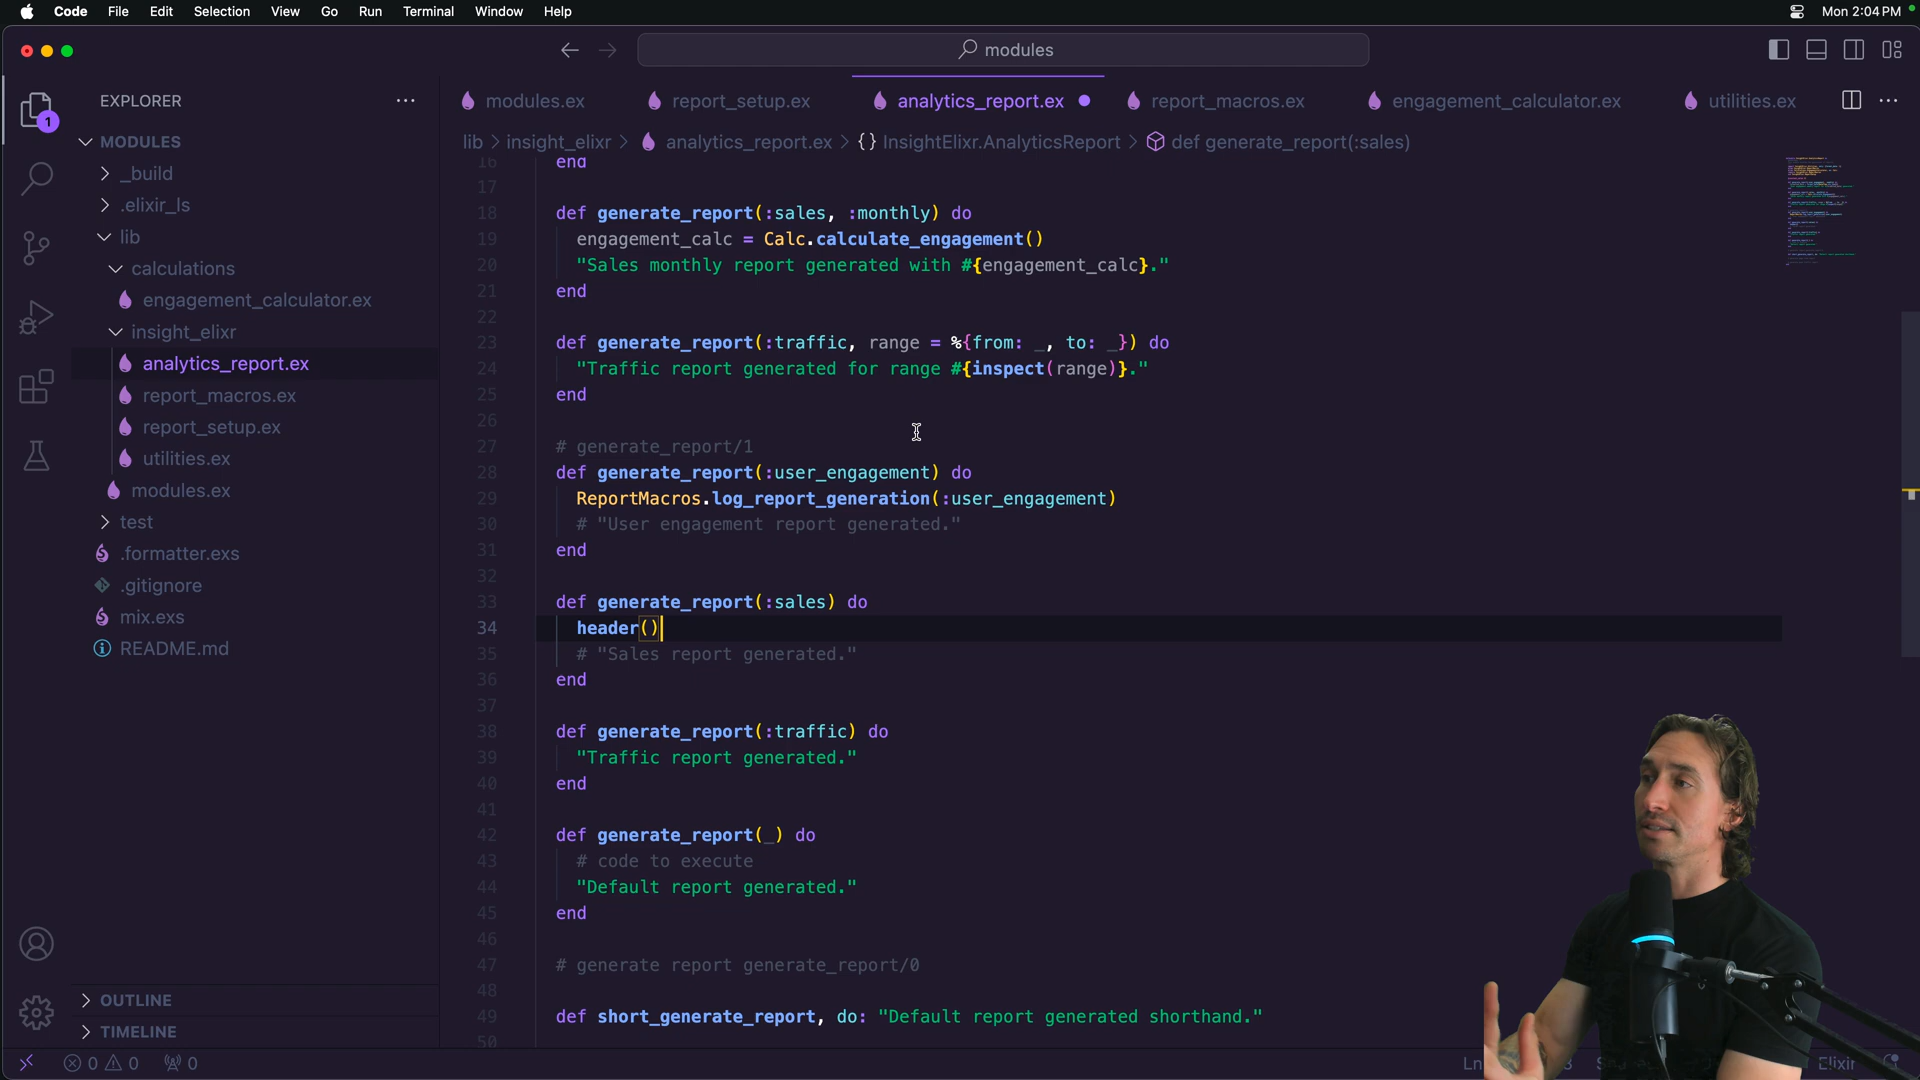 Code File Edit Selection View Go Run Terminal Window Help Mon 2:04 PM
modules
EXPLORER
1
modules.ex report_setup.ex analytics_report.ex report_macros.ex engagement_calculator.ex utilities.ex
lib > insight_elixr > analytics_report.ex > {} InsightElixr.AnalyticsReport > def generate_report(:sales)
MODULES
_build
.elixir_ls
lib
calculations
engagement_calculator.ex
insight_elixr
analytics_report.ex
report_macros.ex
report_setup.ex
utilities.ex
modules.ex
test
.formatter.exs
.gitignore
mix.exs
README.md
OUTLINE
TIMELINE
16 end
17
18 def generate_report(:sales, :monthly) do
19 engagement_calc = Calc.calculate_engagement()
20 "Sales monthly report generated with #{engagement_calc}."
21 end
22
23 def generate_report(:traffic, range = %{from: _, to: _}) do
24 "Traffic report generated for range #{inspect(range)}."
25 end
26
27 # generate_report/1
28 def generate_report(:user_engagement) do
29 ReportMacros.log_report_generation(:user_engagement)
30 # "User engagement report generated."
31 end
32
33 def generate_report(:sales) do
34 header()
35 # "Sales report generated."
36 end
37
38 def generate_report(:traffic) do
39 "Traffic report generated."
40 end
41
42 def generate_report(_) do
43 # code to execute
44 "Default report generated."
45 end
46
47 # generate report generate_report/0
48
49 def short_generate_report, do: "Default report generated shorthand."
50
0 0 0 Ln